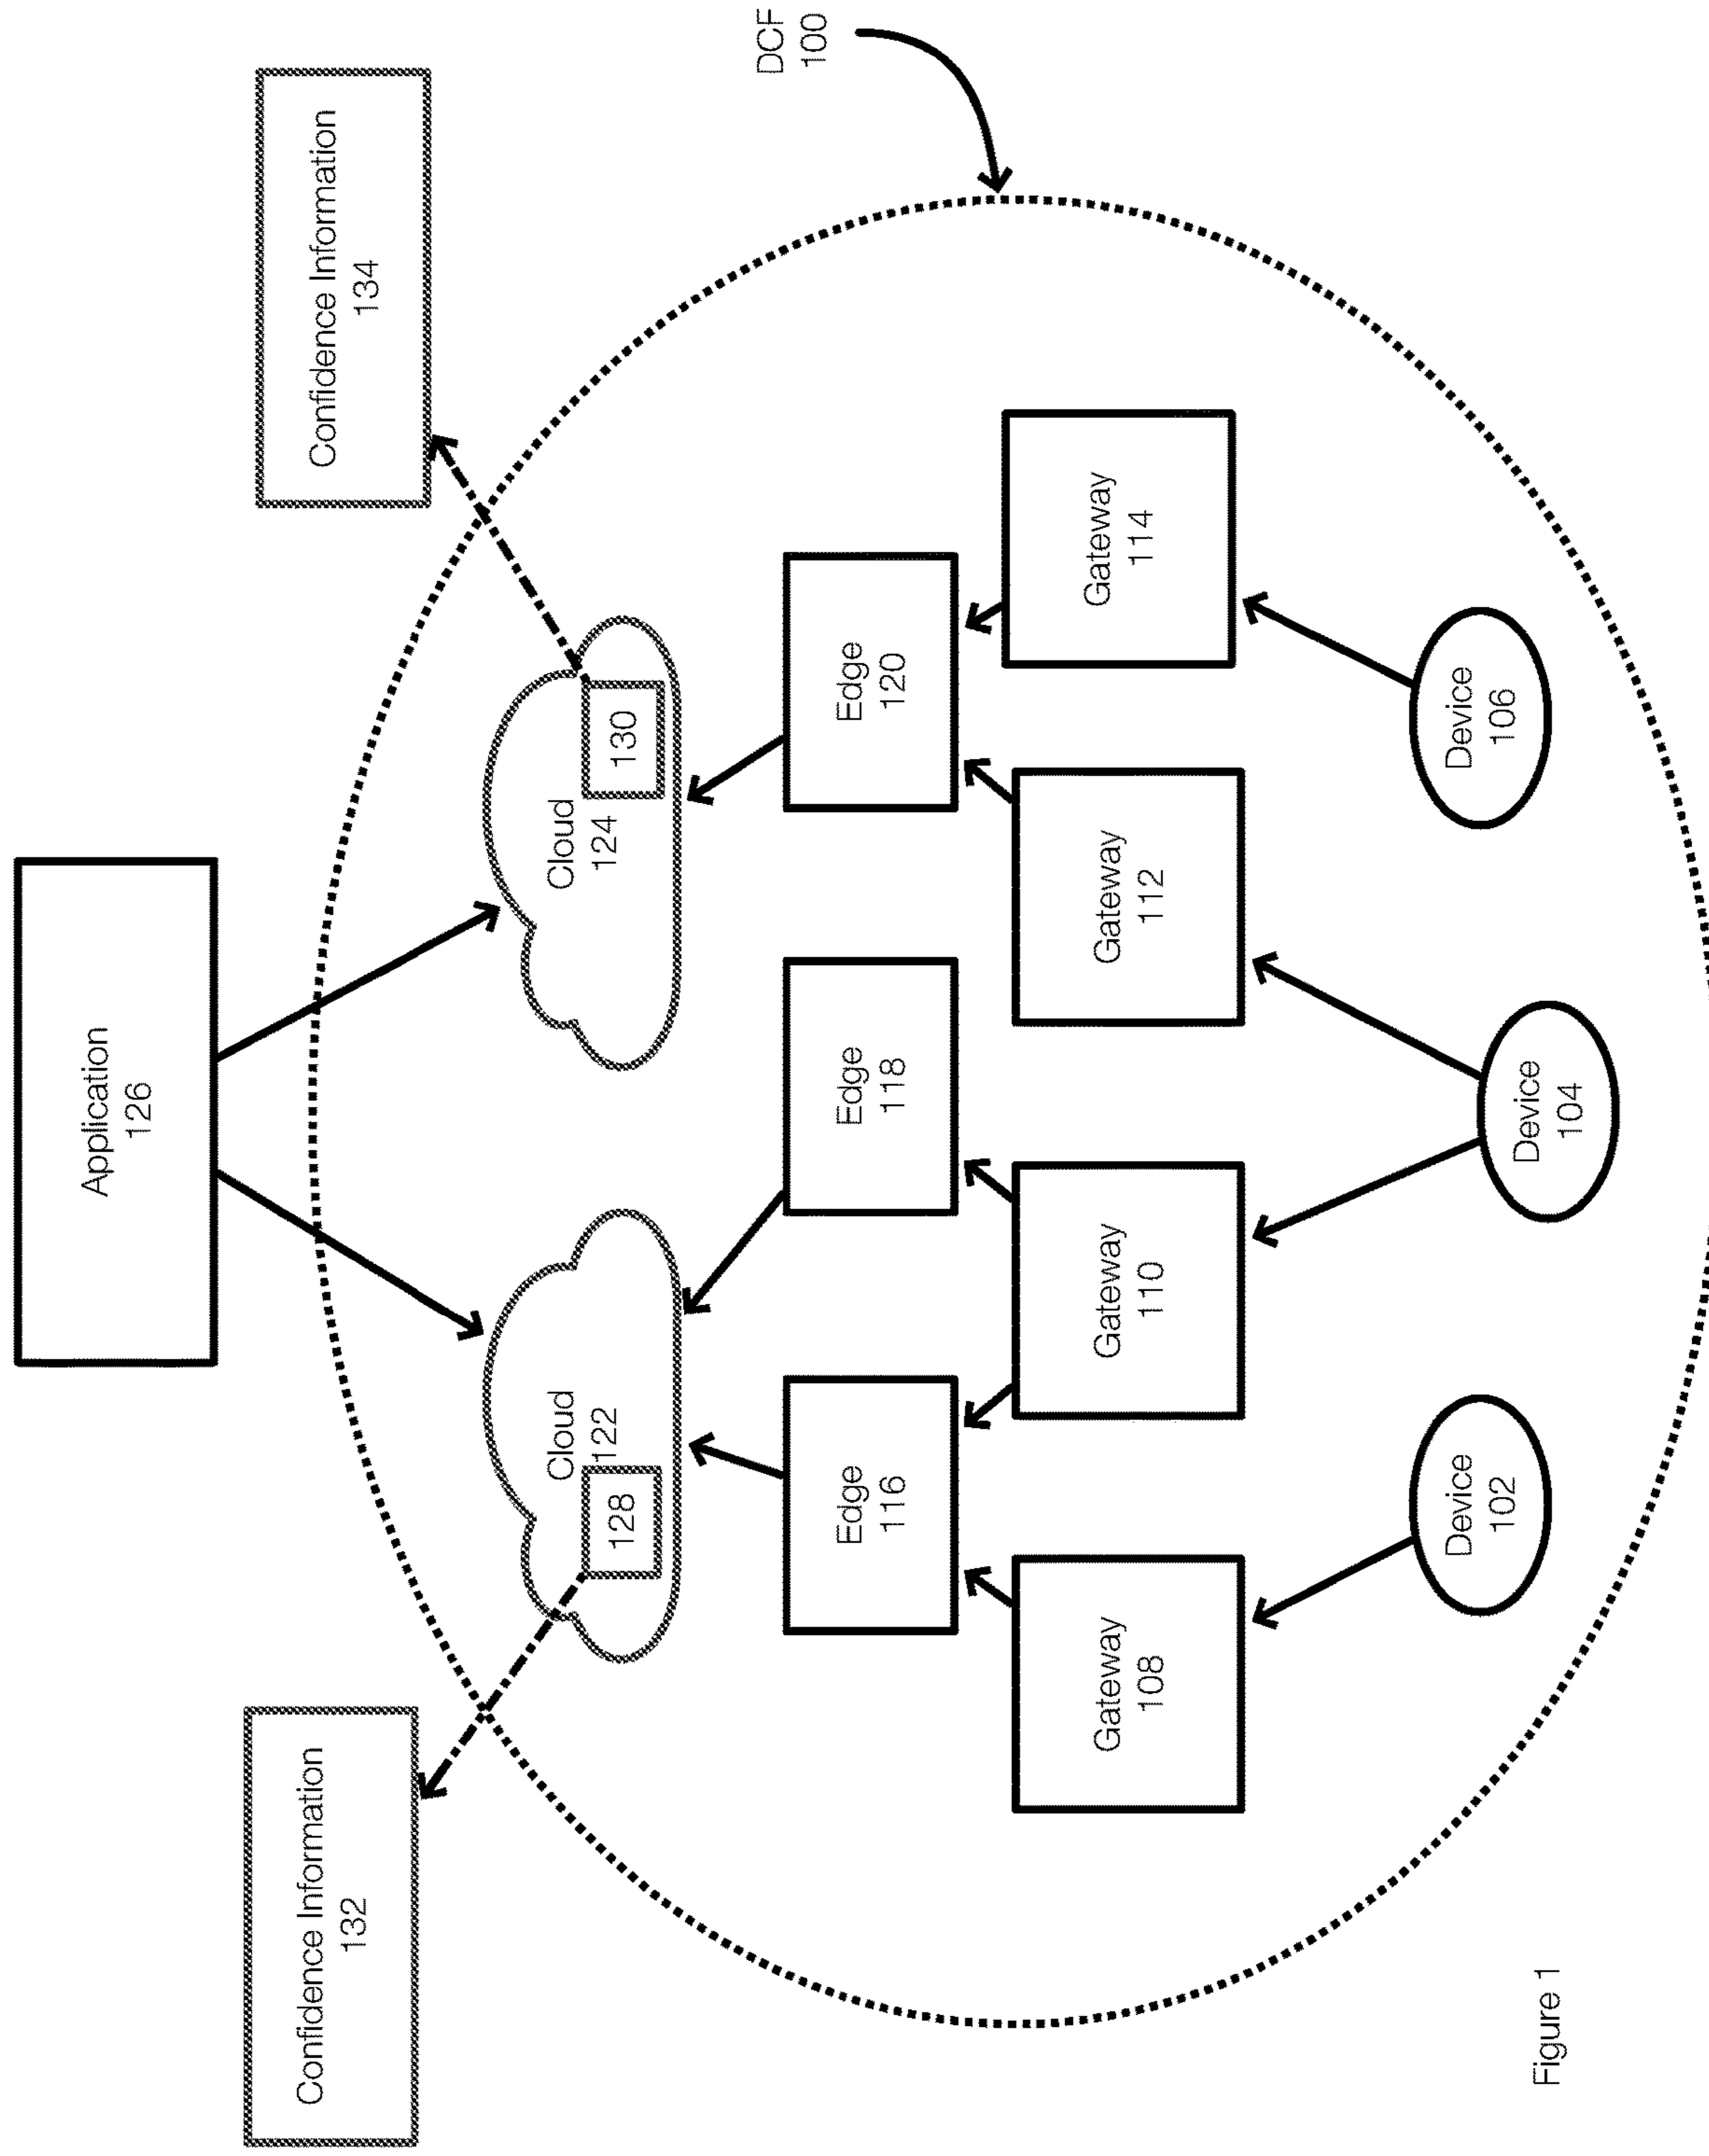 Application
126
DCF
100
Confidence Information
132
Confidence Information
134
Cloud
122
128
Cloud
124
130
Edge
116
Edge
118
Edge
120
Gateway
108
Gateway
110
Gateway
112
Gateway
114
Device
102
Device
104
Device
106
Figure 1